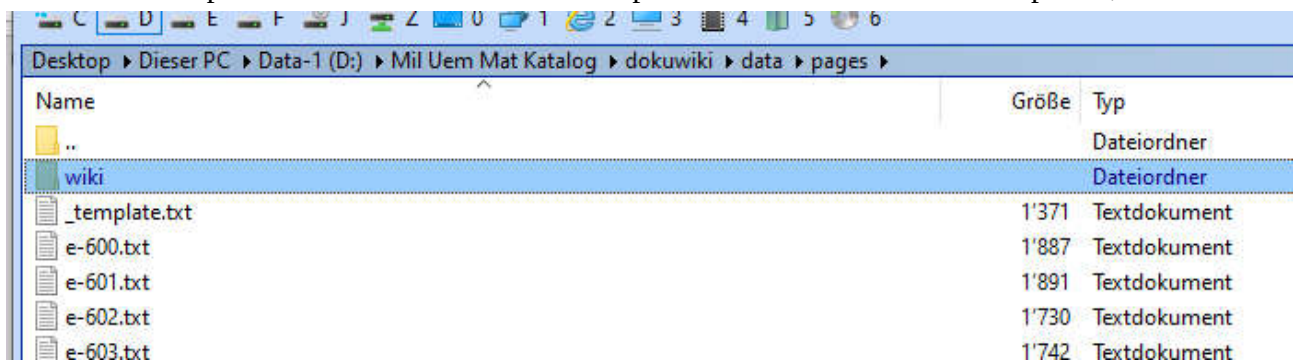 C D E F J Z 0 1 2 3 4 5 6
Desktop ▸ Dieser PC ▸ Data-1 (D:) ▸ Mil Uem Mat Katalog ▸ dokuwiki ▸ data ▸ pages ▸
Name Größe Typ
.. Dateiordner
wiki Dateiordner
_template.txt 1'371 Textdokument
e-600.txt 1'887 Textdokument
e-601.txt 1'891 Textdokument
e-602.txt 1'730 Textdokument
e-603.txt 1'742 Textdokument